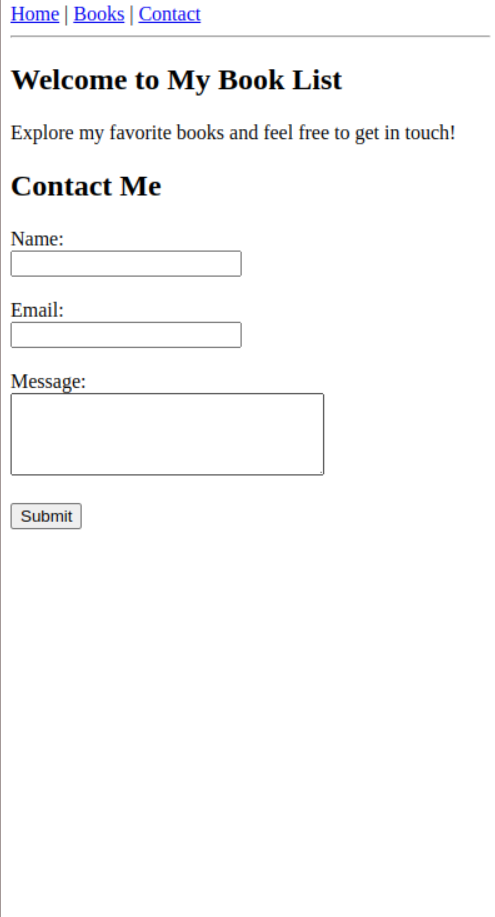 Home | Books | Contact
Welcome to My Book List
Explore my favorite books and feel free to get in touch!
Contact Me
Name:
Email:
Message:
Submit